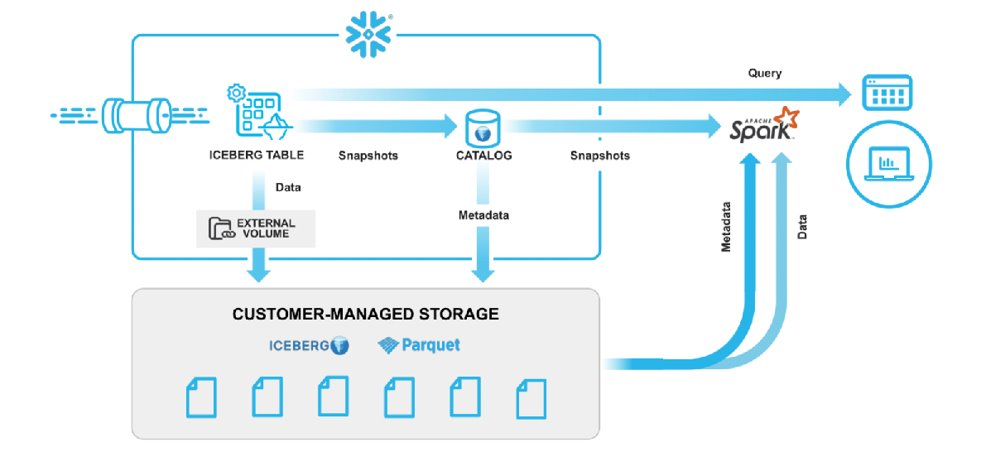 Query
APACHE
Spark
ICEBERG TABLE
Snapshots
CATALOG
Snapshots
Data
EXTERNAL
VOLUME
Metadata
Metadata
Data
CUSTOMER-MANAGED STORAGE
ICEBERG
Parquet